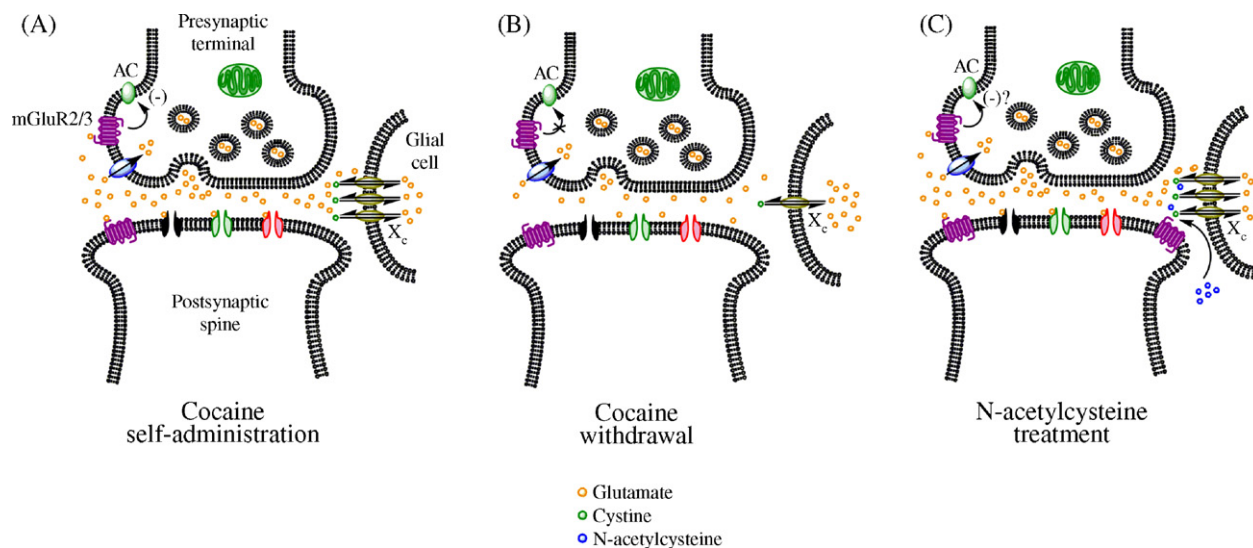 (A)
Presynaptic
terminal
AC
(-)
mGluR2/3
Glial
cell
Xc
Postsynaptic
spine
Cocaine
self-administration
(B)
AC
Xc
Cocaine
withdrawal
(C)
AC
(-)?
Xc
N-acetylcysteine
treatment
Glutamate
Cystine
N-acetylcysteine